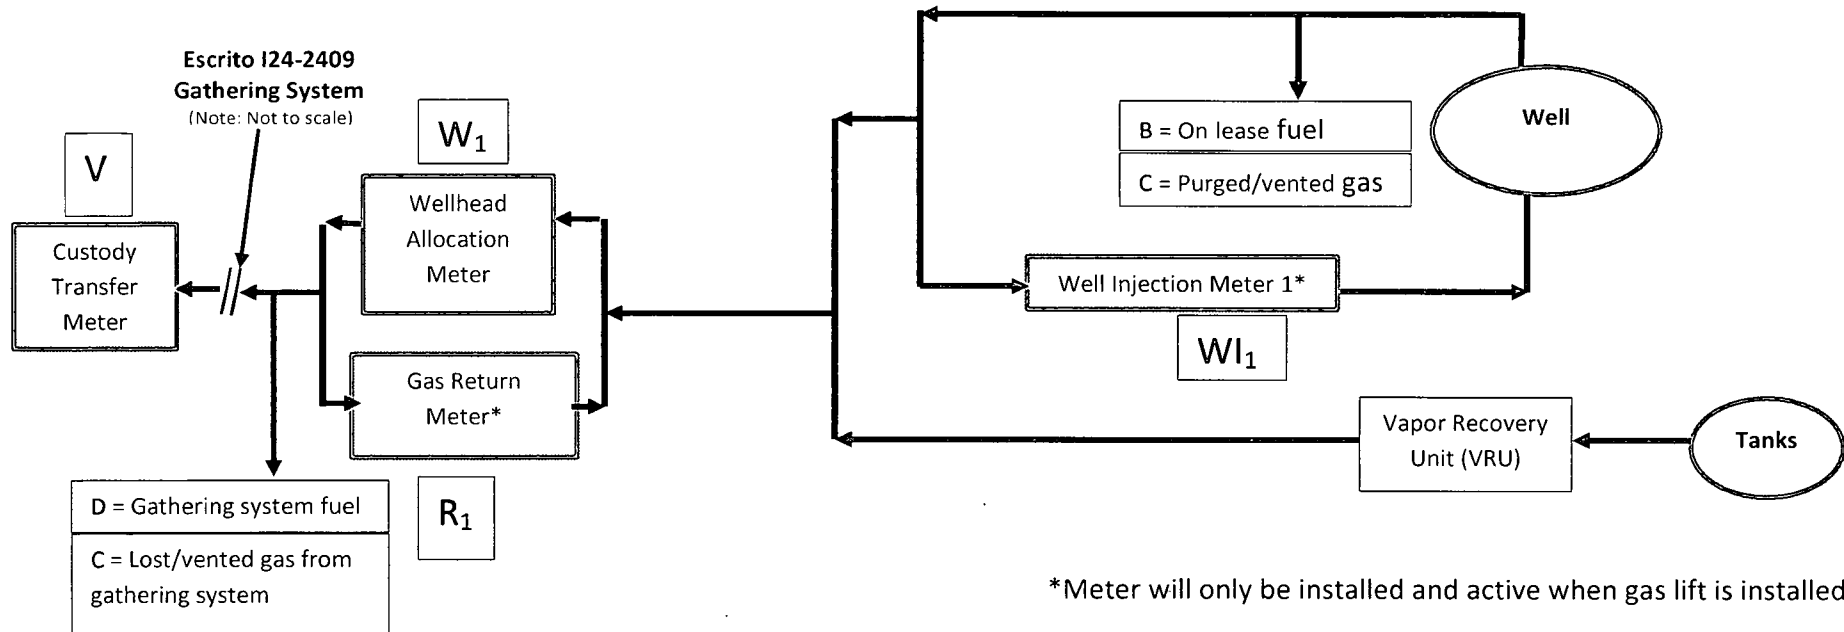 Escrito I24-2409
Gathering System
(Note: Not to scale)
V
Custody
Transfer
Meter
W₁
Wellhead
Allocation
Meter
Gas Return
Meter*
R₁
D = Gathering system fuel
C = Lost/vented gas from
gathering system
B = On lease fuel
C = Purged/vented gas
Well
Well Injection Meter 1*
WI₁
Vapor Recovery
Unit (VRU)
Tanks
*Meter will only be installed and active when gas lift is installed